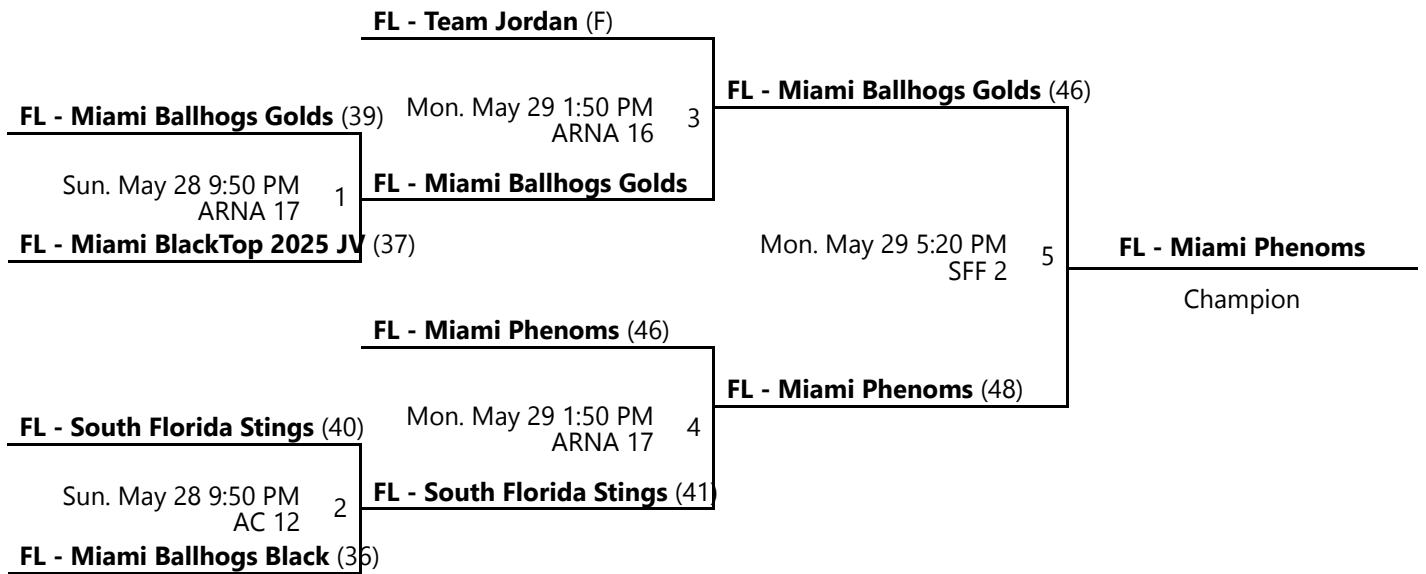 FL - Team Jordan (F)
FL - Miami Ballhogs Golds (46)
FL - Miami Ballhogs Golds (39)
Mon. May 29 1:50 PM
ARNA 16
3
Sun. May 28 9:50 PM
ARNA 17
1
FL - Miami Ballhogs Golds
FL - Miami BlackTop 2025 JV (37)
Mon. May 29 5:20 PM
SFF 2
5
FL - Miami Phenoms
Champion
FL - Miami Phenoms (46)
FL - Miami Phenoms (48)
Mon. May 29 1:50 PM
ARNA 17
4
FL - South Florida Stings (40)
Sun. May 28 9:50 PM
AC 12
2
FL - South Florida Stings (41)
FL - Miami Ballhogs Black (36)